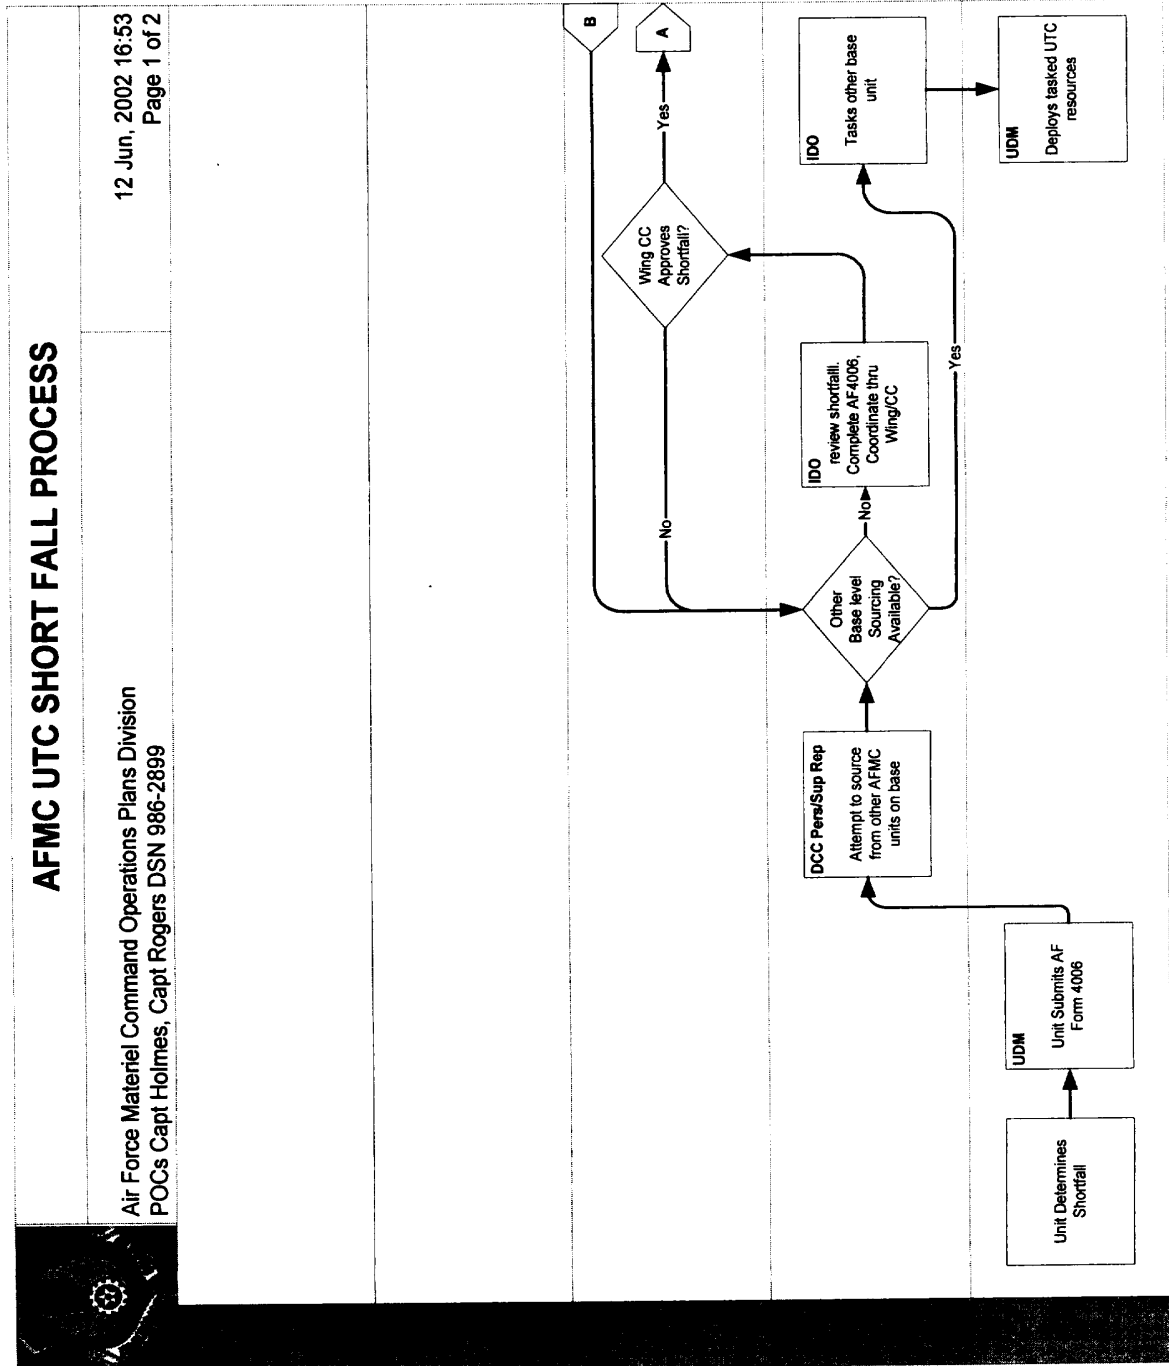 AFMC UTC SHORT FALL PROCESS
Air Force Materiel Command Operations Plans Division
POCs Capt Holmes, Capt Rogers DSN 986-2899
12 Jun, 2002 16:53
Page 1 of 2
B
A
Yes
Wing CC
Approves
Shortfall?
No
IDO
Tasks other base
unit
UDM
Deploys tasked UTC
resources
IDO
review shortfalll.
Complete AF4006,
Coordinate thru
Wing/CC
Yes
No
Other
Base level
Sourcing
Available?
DCC Pers/Sup Rep
Attempt to source
from other AFMC
units on base
UDM
Unit Submits AF
Form 4006
Unit Determines
Shortfall